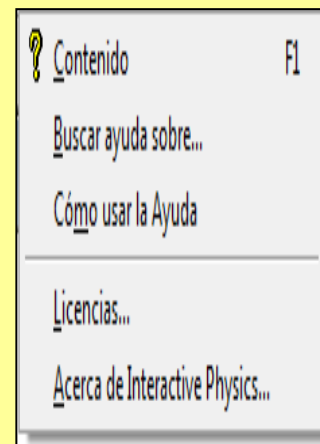 Contenido F1
Buscar ayuda sobre...
Cómo usar la Ayuda
Licencias...
Acerca de Interactive Physics...